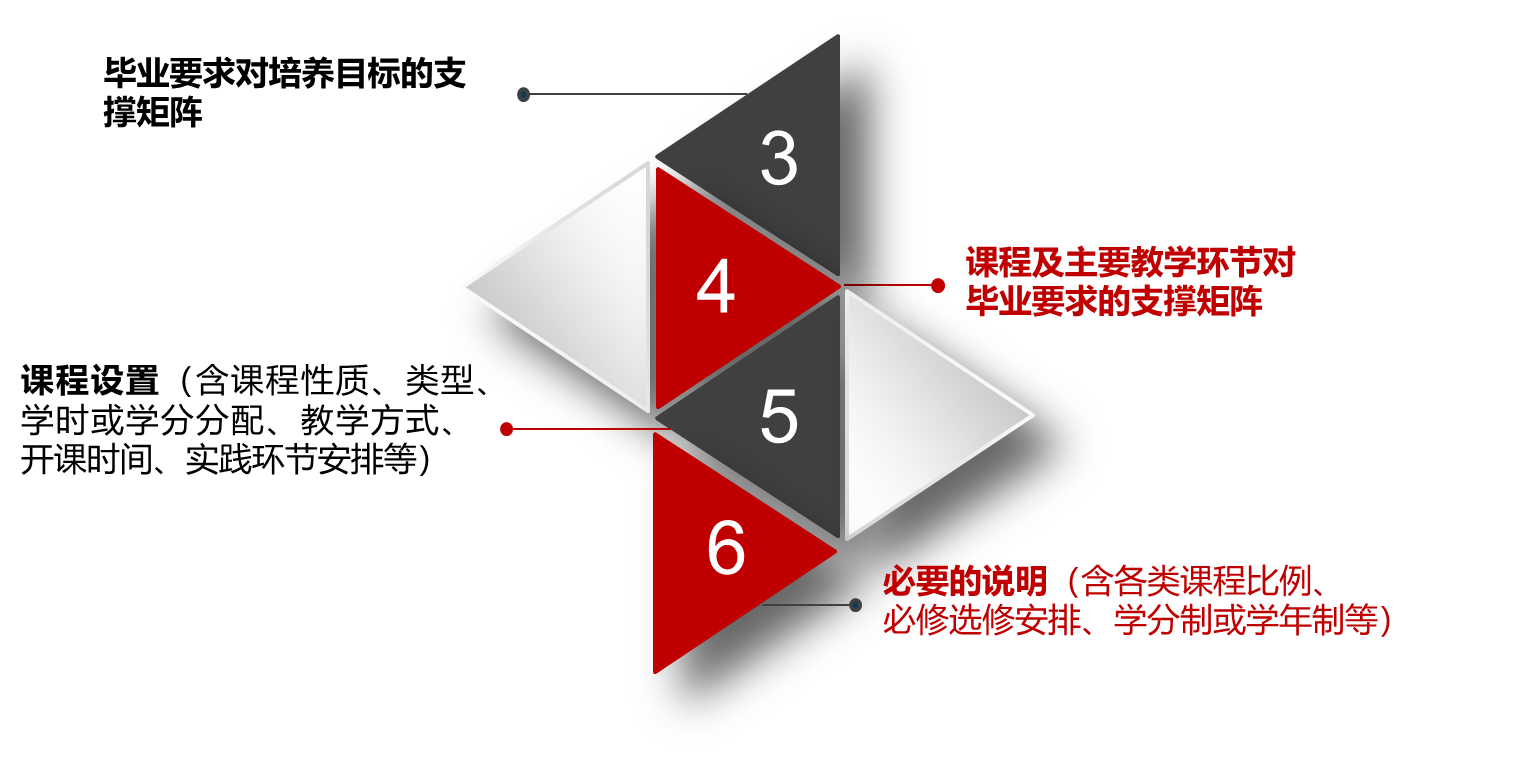 毕业要求对培养目标的支
撑矩阵
3
4
课程及主要教学环节对
毕业要求的支撑矩阵
课程设置（含课程性质、类型、
学时或学分分配、教学方式、
开课时间、实践环节安排等）
5
6
必要的说明（含各类课程比例、
必修选修安排、学分制或学年制等）